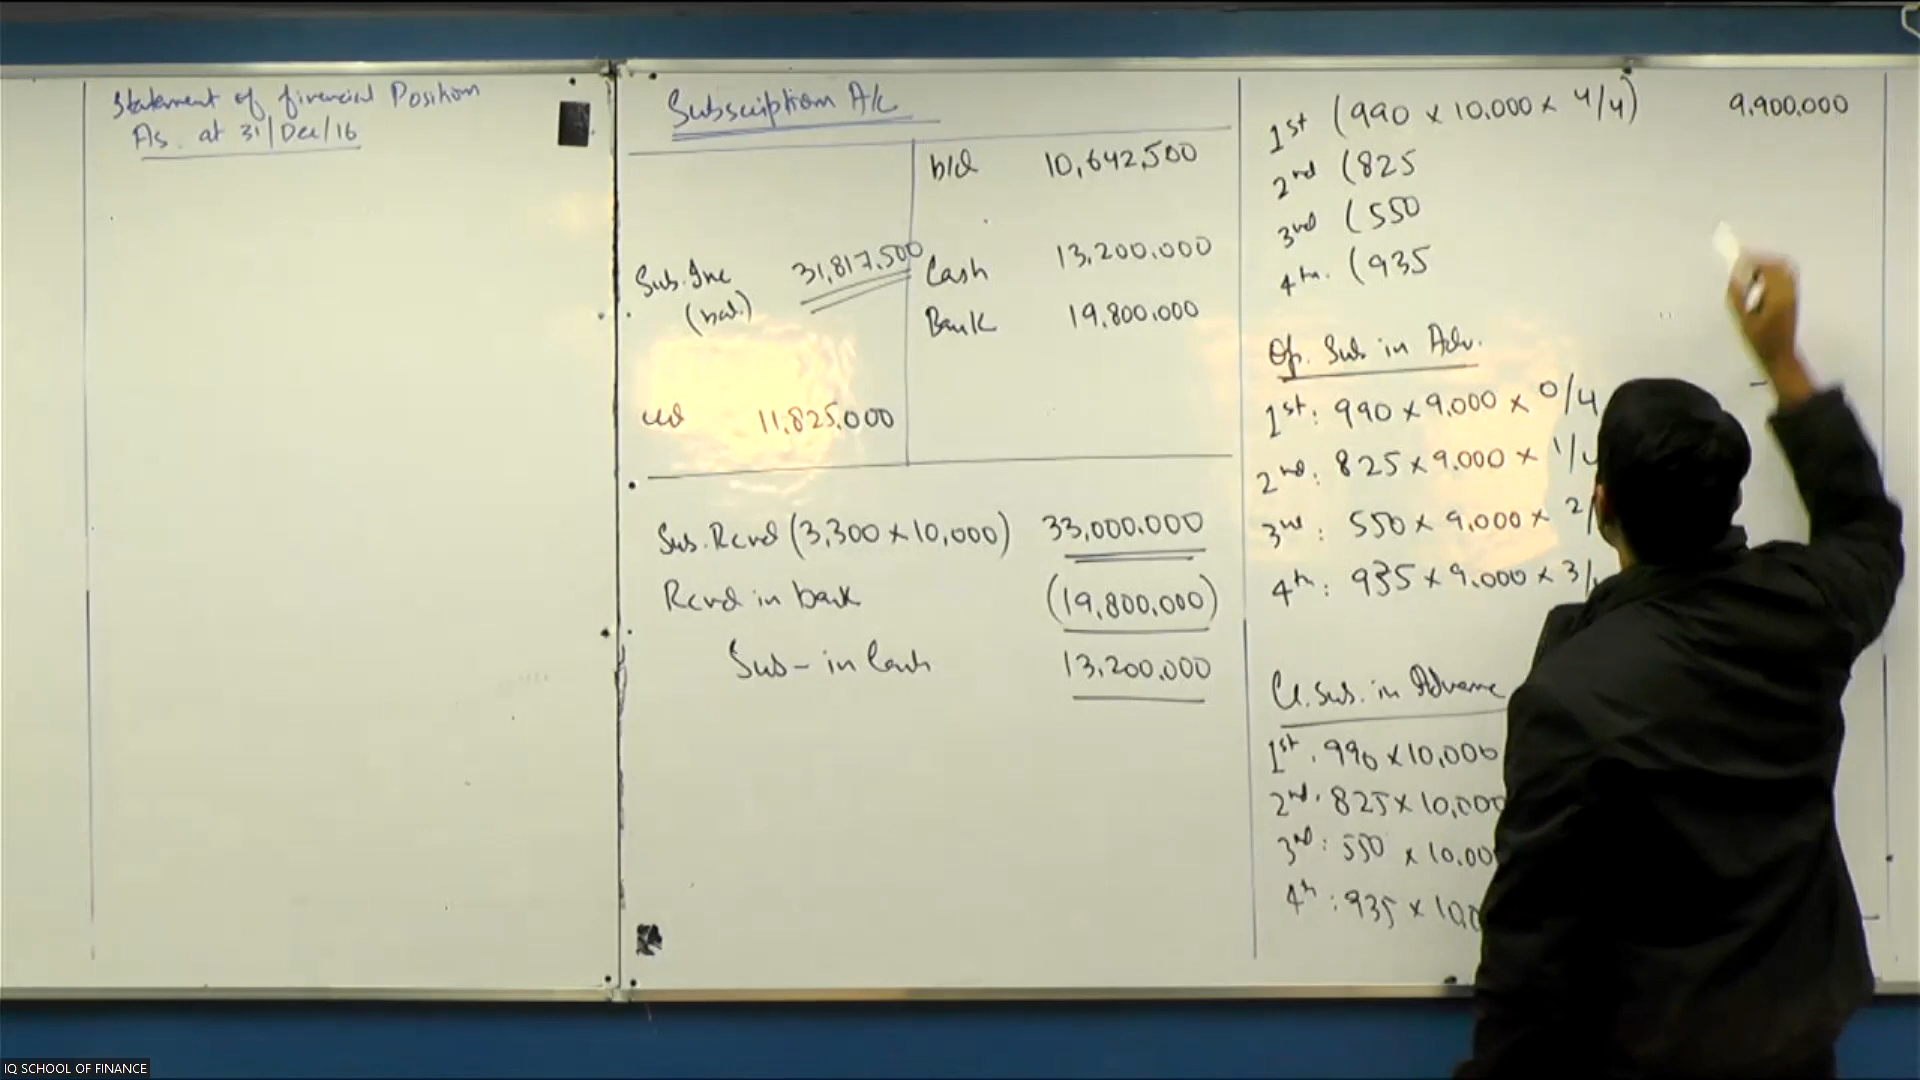 Statement of financial Position
As. at 31/Dec/16
Subscription A/c
b/d 10,642,500
Sub. Inc 31,817,500 Cash 13,200,000
(bal.) Bank 19,800,000
c/d 11,825,000
Sub. Rcvd (3,300 x 10,000) 33,000,000
Rcvd in bank (19,800,000)
Sub - in Cash 13,200,000
1st (990 x 10,000 x 4/4) 9,900,000
2nd (825
3rd (550
4th. (935
Op. Sub in Adv.
1st: 990 x 9,000 x 0/4
2nd: 825 x 9,000 x 1/
3rd: 550 x 9,000 x 2/
4th: 935 x 9,000 x 3/
Cl. Sub. in Advance
1st. 990 x 10,000
2nd. 825 x 10,000
3rd: 550 x 10,00
4th: 935 x 10,0
IQ SCHOOL OF FINANCE